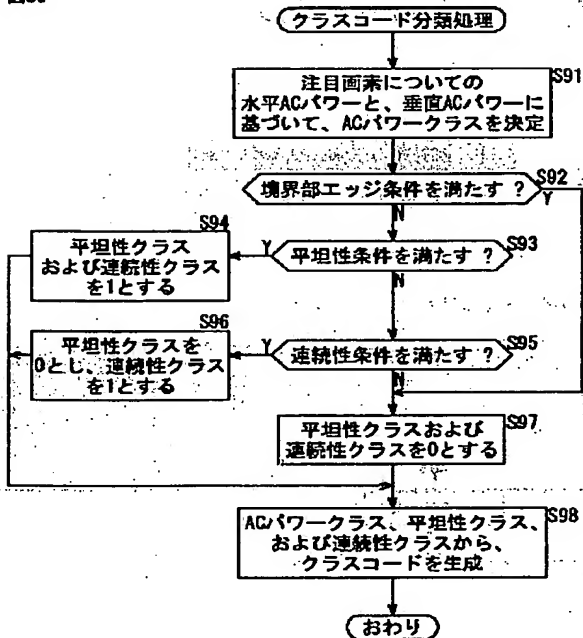 クラスコード分類処理
S91
注目画素についての
水平ACパワーと、垂直ACパワーに
基づいて、ACパワークラスを決定
S92
境界部エッジ条件を満たす ?
Y
N
S94
平坦性クラス
および連続性クラス
を1とする
Y
S93
平坦性条件を満たす ?
N
S96
平坦性クラスを
0とし、連続性クラス
を1とする
Y
S95
連続性条件を満たす ?
N
S97
平坦性クラスおよび
連続性クラスを0とする
S98
ACパワークラス、平坦性クラス、
および連続性クラスから、
クラスコードを生成
おわり